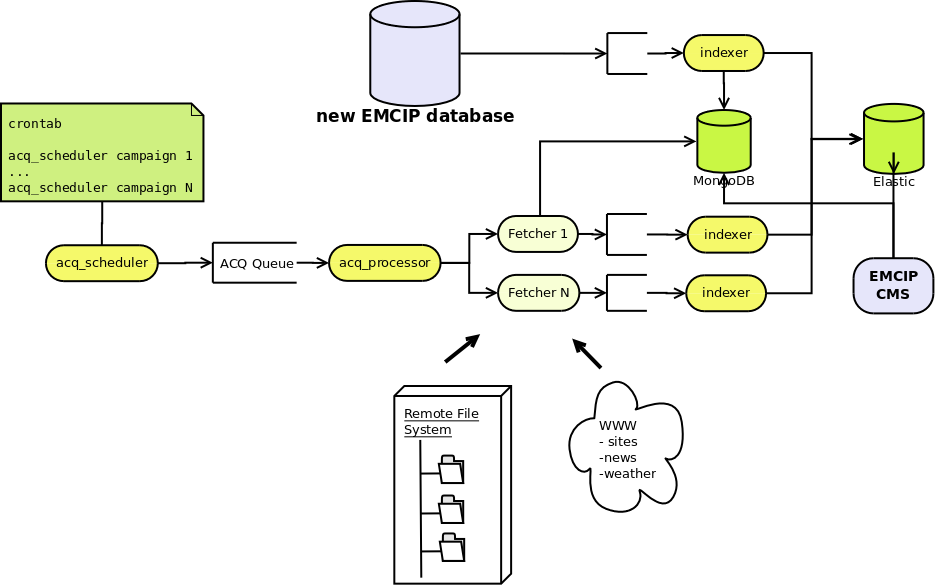 indexer
new EMCIP database
crontab
acq_scheduler campaign 1
...
acq_scheduler campaign N
MongoDB
Elastic
acq_scheduler
ACQ Queue
acq_processor
Fetcher 1
indexer
Fetcher N
indexer
EMCIP
CMS
Remote File
System
WWW
- sites
-news
-weather